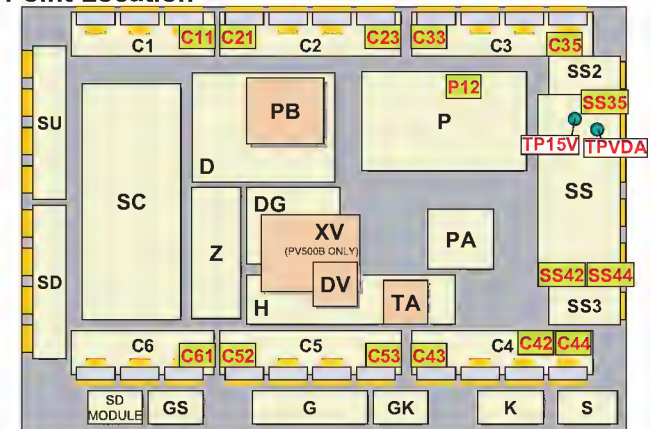 Point Location
C1 C11 C21 C2 C23 C33 C3 C35
SS2
SS35
SU
PB
P12
P
D
TP15V TPVDA
SC
DG
SS
XV
(PV500B ONLY)
PA
Z
DV
SD
H
TA
SS42 SS44
SS3
C6 C61 C52 C5 C53 C43 C4 C42 C44
SD
MODULE
GS G GK K S